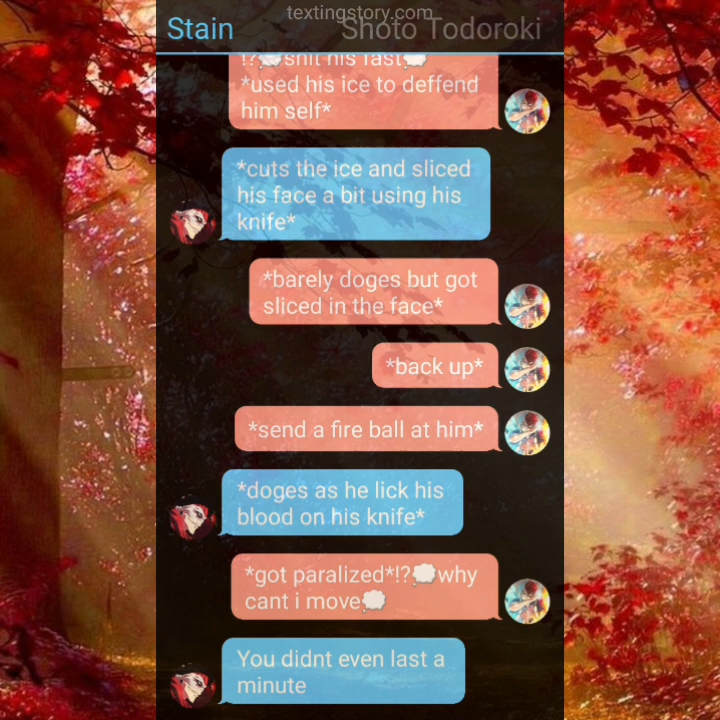 textingstory.com
Stain
Shoto Todoroki
!?💭shit his fast💭
*used his ice to deffend
him self*
*cuts the ice and sliced
his face a bit using his
knife*
*barely doges but got
sliced in the face*
*back up*
*send a fire ball at him*
*doges as he lick his
blood on his knife*
*got paralized*!?💭why
cant i move💭
You didnt even last a
minute